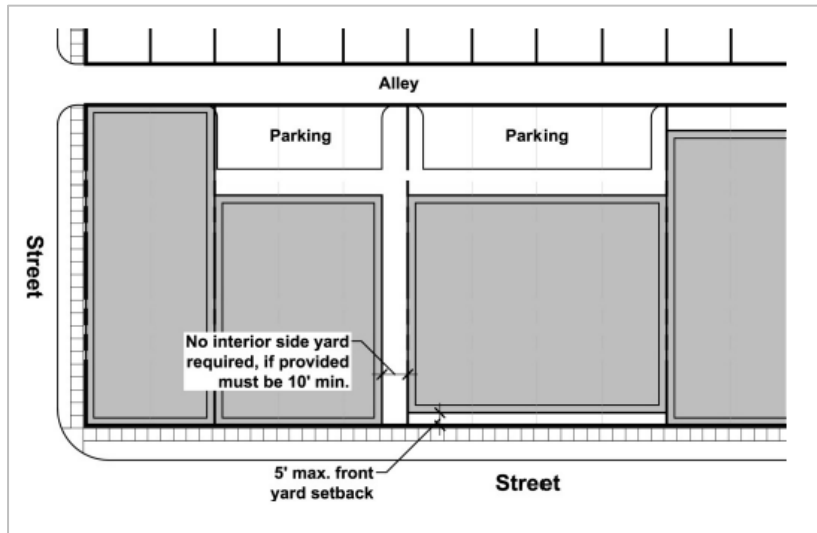 Alley
Parking
Parking
Street
No interior side yard
required, if provided
must be 10' min.
5' max. front
yard setback
Street